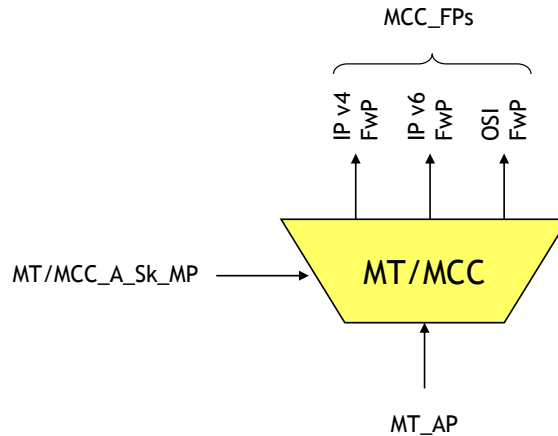 MCC_FPs
IP v4
FwP
IP v6
FwP
OSI
FwP
MT/MCC
MT/MCC_A_Sk_MP
MT_AP